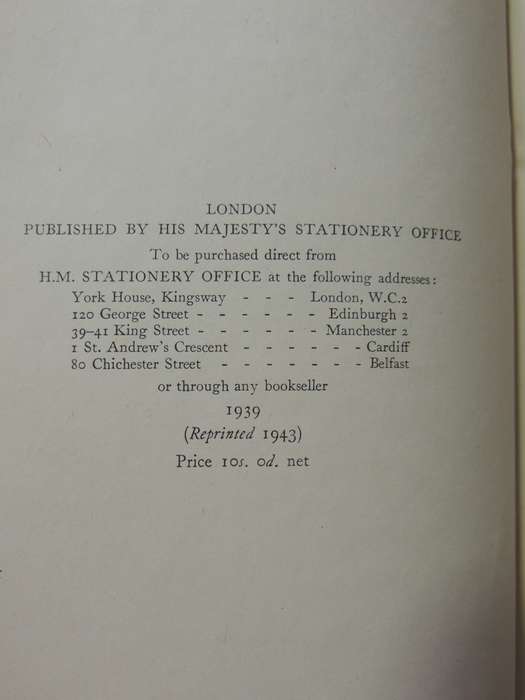 LONDON
PUBLISHED BY HIS MAJESTY'S STATIONERY OFFICE
To be purchased direct from
H.M. STATIONERY OFFICE at the following addresses:
York House, Kingsway - - - London, W.C.2
120 George Street - - - - - - Edinburgh 2
39–41 King Street - - - - - - Manchester 2
1 St. Andrew's Crescent - - - - - - Cardiff
80 Chichester Street - - - - - - - Belfast
or through any bookseller
1939
(Reprinted 1943)
Price 10s. 0d. net